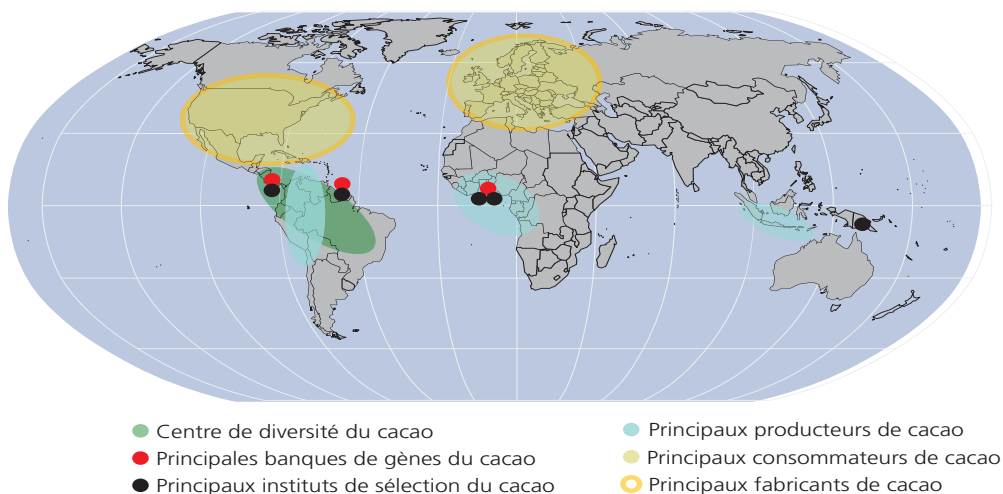 Centre de diversité du cacao
Principales banques de gènes du cacao
Principaux instituts de sélection du cacao
Principaux producteurs de cacao
Principaux consommateurs de cacao
Principaux fabricants de cacao